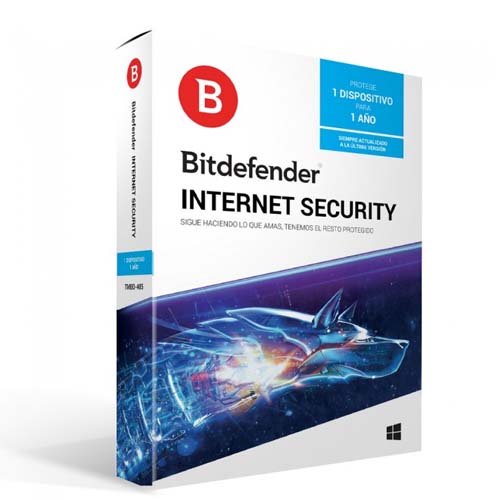 B
Bitdefender INTERNET SECURITY
1 DISPOSITIVO
1 AÑO
TMBD-405
B
PROTEGE
1 DISPOSITIVO
PARA
1 AÑO
SIEMPRE ACTUALIZADO
A LA ÚLTIMA VERSIÓN
Bitdefender®
INTERNET SECURITY
SIGUE HACIENDO LO QUE AMAS, TENEMOS EL RESTO PROTEGIDO